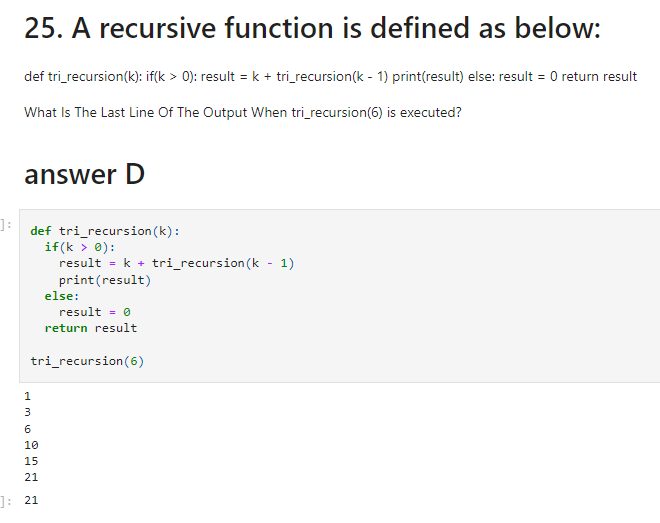 25. A recursive function is defined as below:
def tri_recursion(k): if(k > 0): result = k + tri_recursion(k - 1) print(result) else: result = 0 return result
What Is The Last Line Of The Output When tri_recursion(6) is executed?
answer D
]:
def tri_recursion(k):
  if(k > 0):
    result = k + tri_recursion(k - 1)
    print(result)
  else:
    result = 0
  return result

tri_recursion(6)
1
3
6
10
15
21
]: 21